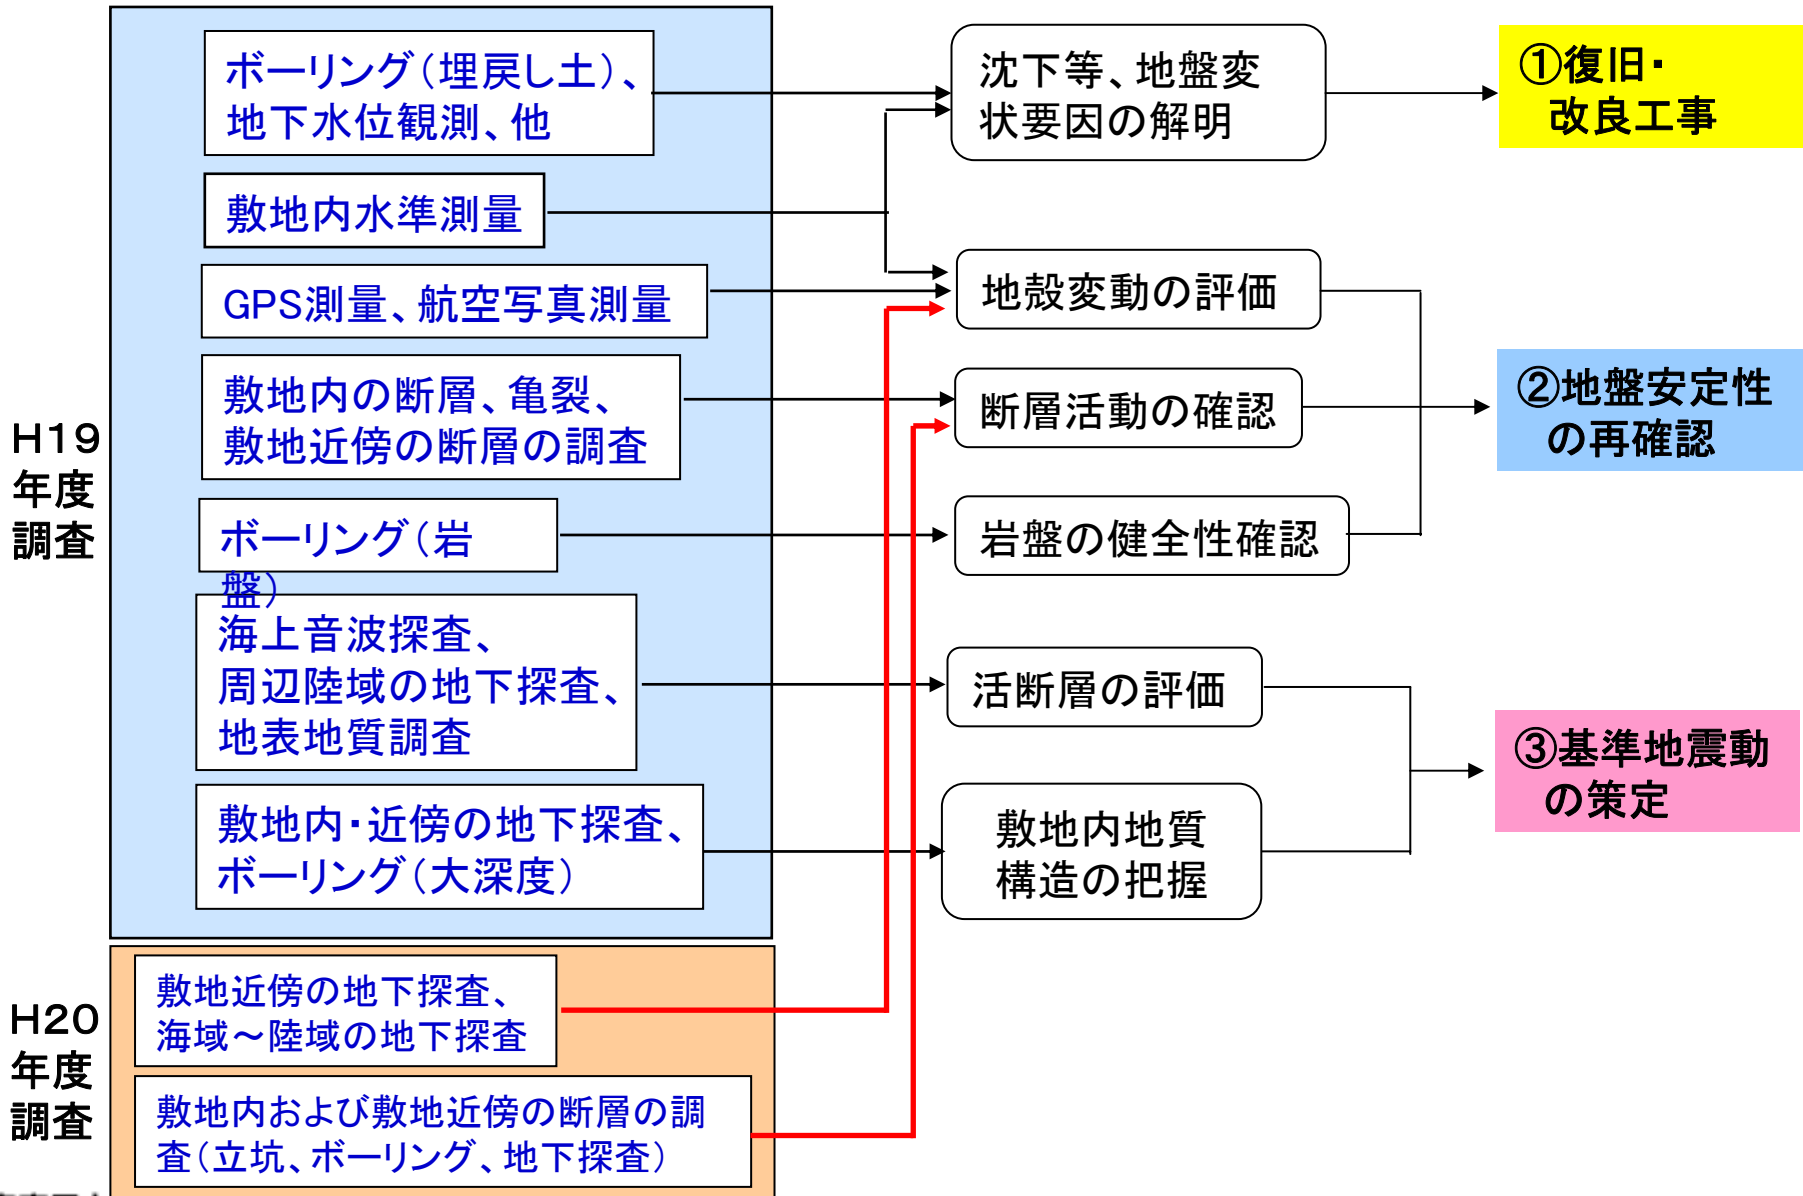 H19
年度
調査
ボーリング（埋戻し土）、
地下水位観測、他
敷地内水準測量
GPS測量、航空写真測量
敷地内の断層、亀裂、
敷地近傍の断層の調査
ボーリング（岩
盤）
海上音波探査、
周辺陸域の地下探査、
地表地質調査
敷地内・近傍の地下探査、
ボーリング（大深度）
H20
年度
調査
敷地近傍の地下探査、
海域～陸域の地下探査
敷地内および敷地近傍の断層の調
査（立坑、ボーリング、地下探査）
沈下等、地盤変
状要因の解明
地殻変動の評価
断層活動の確認
岩盤の健全性確認
活断層の評価
敷地内地質
構造の把握
①復旧・
改良工事
②地盤安定性
の再確認
③基準地震動
の策定